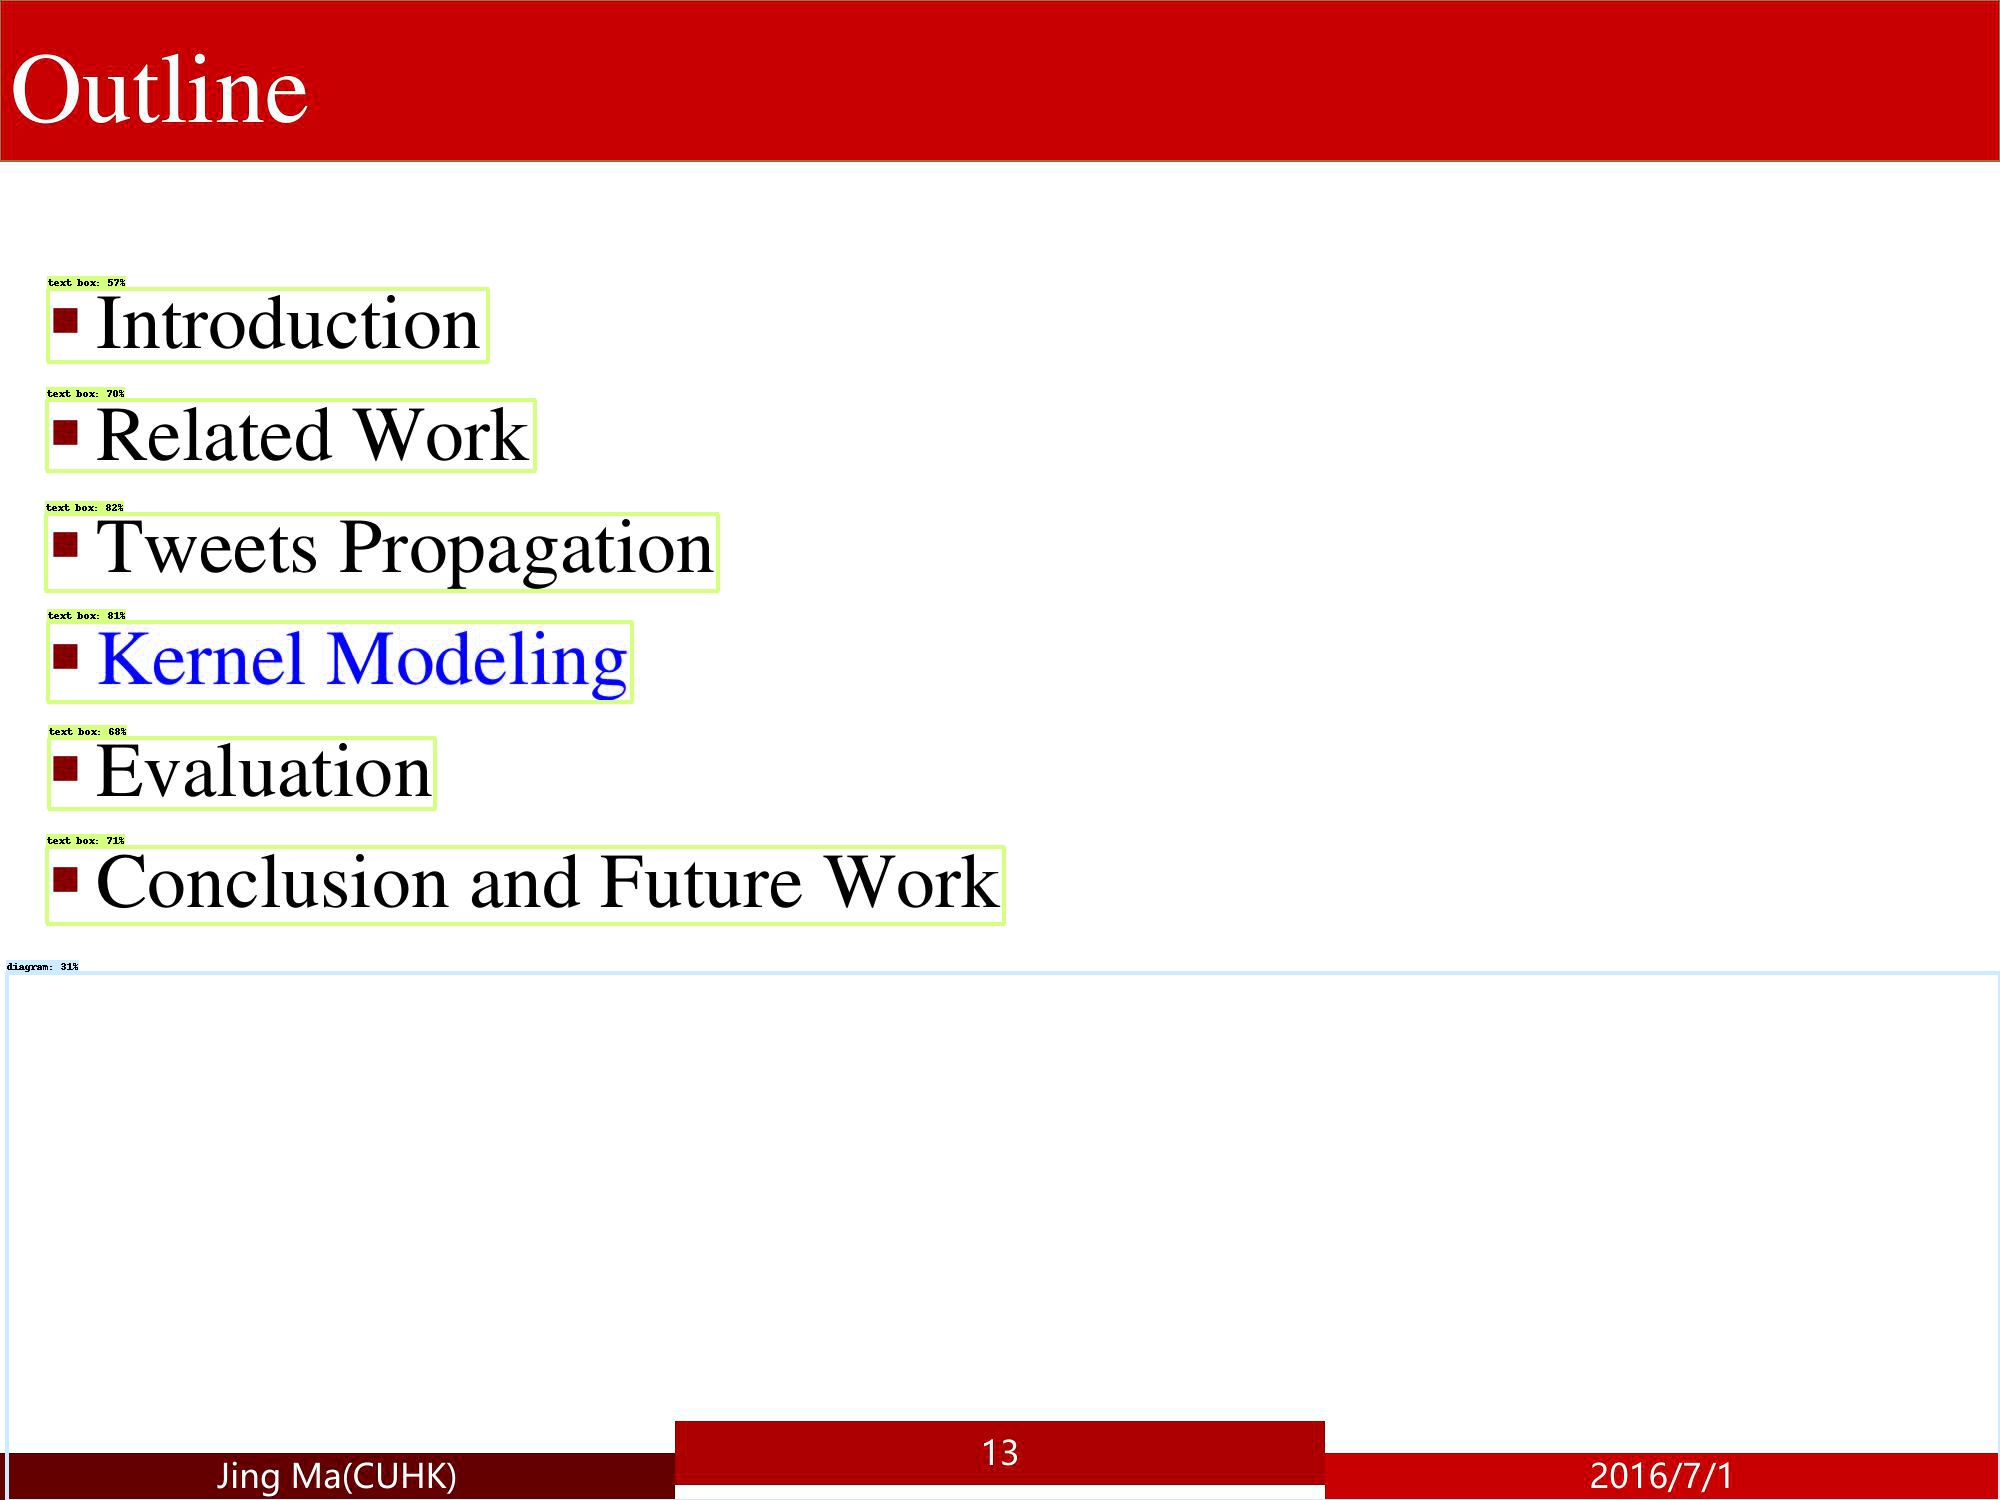 Outline
text box: 57%
Introduction
text box: 70%
Related Work
text box: 82%
Tweets Propagation
text box: 81%
Kernel Modeling
text box: 68%
Evaluation
text box: 71%
Conclusion and Future Work
diagram: 31%
Jing Ma(CUHK)
13
2016/7/1